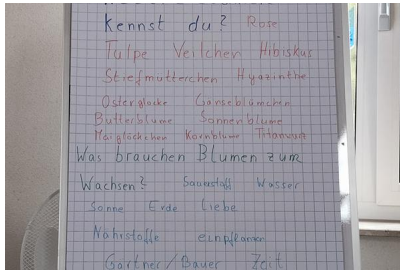 Kennst du? Rose
Tulpe Veilchen Hibiskus
Stiefmütterchen Hyazinthe
Osterglocke Gänseblümchen
Butterblume Sonnenblume
Maiglöckchen Kornblume Titanwurz
Was brauchen Blumen zum
Wachsen? Sauerstoff Wasser
Sonne Erde Liebe
Nährstoffe einpflanzen
Gärtner/Bauer Zeit